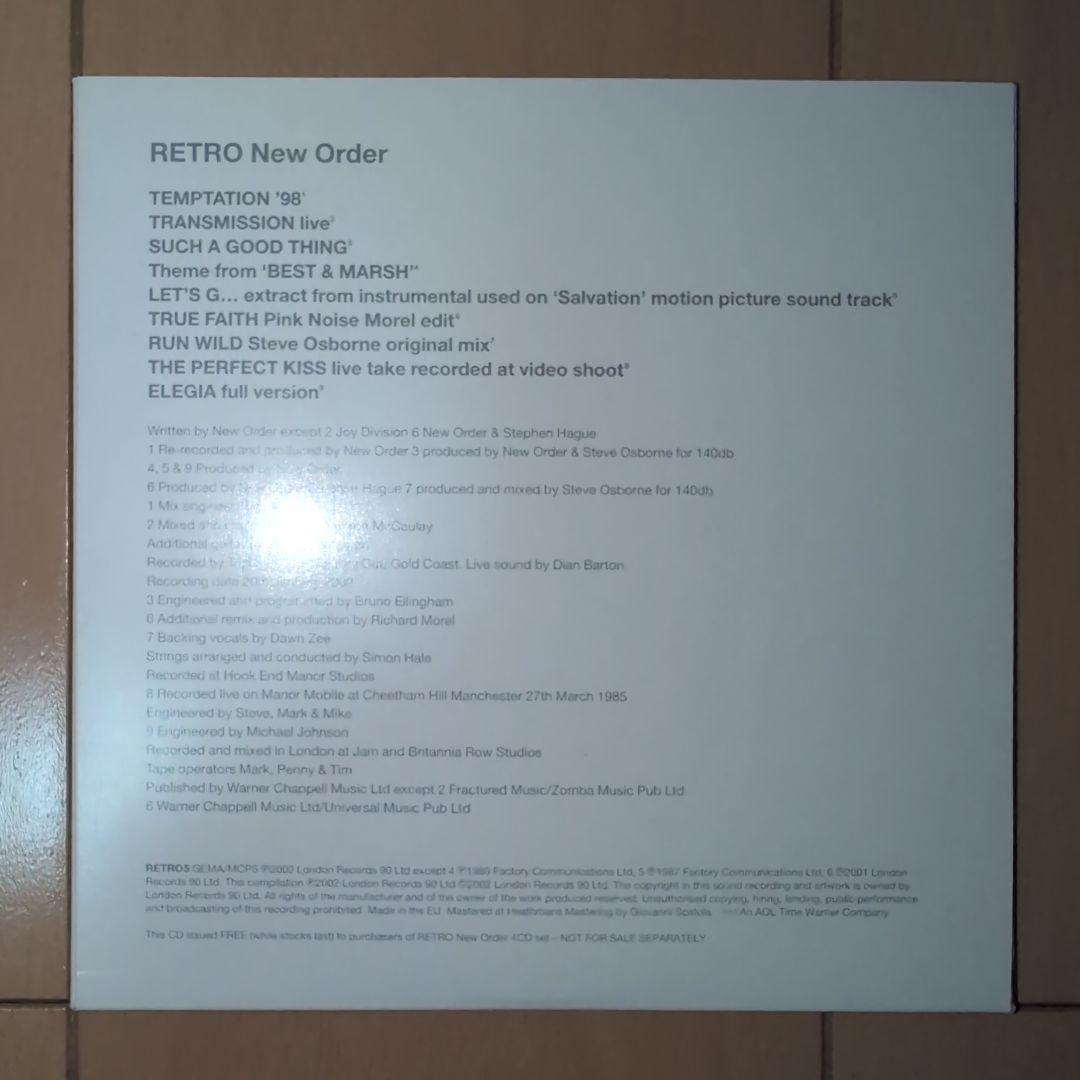 RETRO New Order
TEMPTATION '98¹
TRANSMISSION live²
SUCH A GOOD THING³
Theme from 'BEST & MARSH'⁴
LET'S G... extract from instrumental used on 'Salvation' motion picture sound track⁵
TRUE FAITH Pink Noise Morel edit⁶
RUN WILD Steve Osborne original mix⁷
THE PERFECT KISS live take recorded at video shoot⁸
ELEGIA full version⁹
Written by New Order except 2 Joy Division 6 New Order & Stephen Hague
1 Re-recorded and produced by New Order 3 produced by New Order & Steve Osborne for 140db
4, 5 & 9 Produced by New Order
6 Produced by Hague 7 produced and mixed by Steve Osborne for 140db
1 Mix
2 Mixed McCaulay
Additional
Recorded by Out, Gold Coast. Live sound by Dian Barton
Recording date 2002
3 Engineered and programmed by Bruno Ellingham
6 Additional remix and production by Richard Morel
7 Backing vocals by Dawn Zee
Strings arranged and conducted by Simon Hale
Recorded at Hook End Manor Studios
8 Recorded live on Manor Mobile at Cheetham Hill Manchester 27th March 1985
Engineered by Steve, Mark & Mike
9 Engineered by Michael Johnson
Recorded and mixed in London at Jam and Britannia Row Studios
Tape operators Mark, Penny & Tim
Published by Warner Chappell Music Ltd except 2 Fractured Music/Zomba Music Pub Ltd
6 Warner Chappell Music Ltd/Universal Music Pub Ltd
RETRO5 GEMA/MCPS ℗2002 London Records 90 Ltd except 4 Factory Communications Ltd, 5 ℗1987 Factory Communications Ltd, 6 ℗2001 London
Records 90 Ltd. This compilation ℗2002 London Records 90 Ltd ©2002 London Records 90 Ltd. The copyright in this sound recording and artwork is owned by
London Records 90 Ltd. All rights of the manufacturer and of the owner of the work produced reserved. Unauthorised copying, hiring, lending, public performance
and broadcasting of this recording prohibited. Made in the EU. Mastered at Heathmans Mastering by Giovanni Scatola. An AOL Time Warner Company
This CD issued FREE (while stocks last) to purchasers of RETRO New Order 4CD set – NOT FOR SALE SEPARATELY